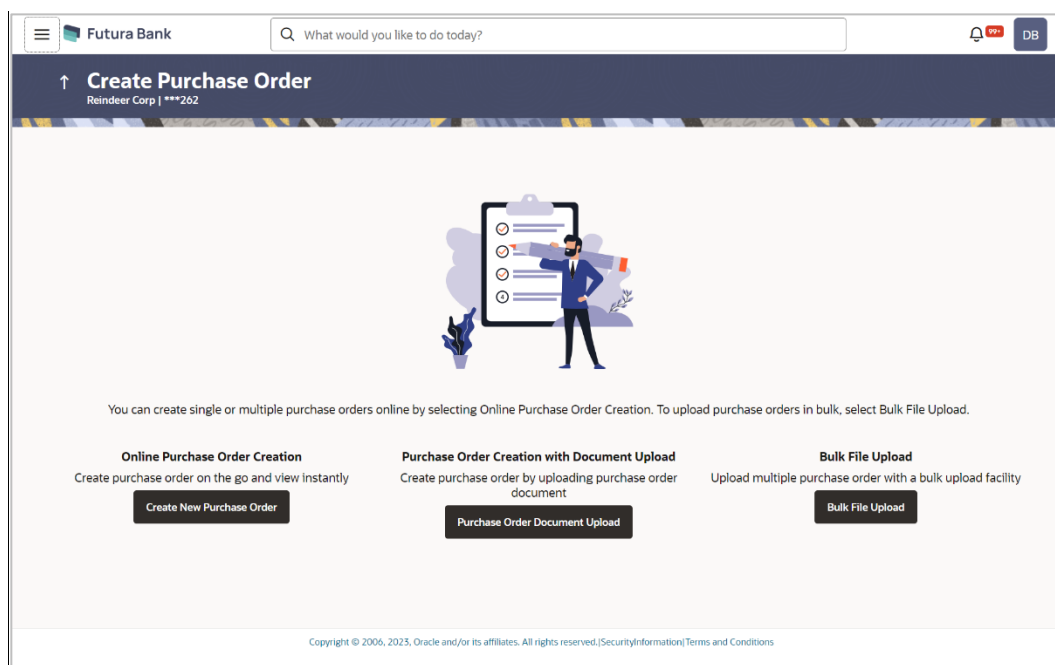 Futura Bank
What would you like to do today?
99+
DB
↑ Create Purchase Order
Reindeer Corp | ***262
4
You can create single or multiple purchase orders online by selecting Online Purchase Order Creation. To upload purchase orders in bulk, select Bulk File Upload.
Online Purchase Order Creation
Create purchase order on the go and view instantly
Create New Purchase Order
Purchase Order Creation with Document Upload
Create purchase order by uploading purchase order
document
Purchase Order Document Upload
Bulk File Upload
Upload multiple purchase order with a bulk upload facility
Bulk File Upload
Copyright © 2006, 2023, Oracle and/or its affiliates. All rights reserved.|SecurityInformation|Terms and Conditions